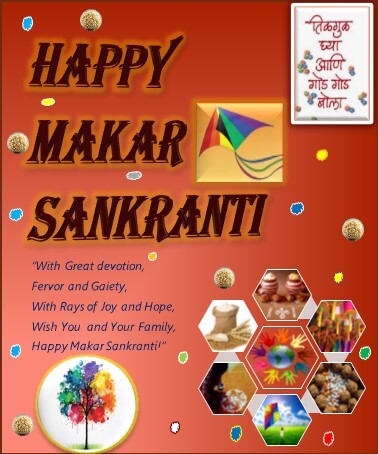 HAPPY
MAKAR
SANKRANTI
तिळगुळ
घ्या
आणि
गोड गोड
बोला
“With Great devotion,
Fervor and Gaiety,
With Rays of Joy and Hope,
Wish You and Your Family,
Happy Makar Sankranti!”